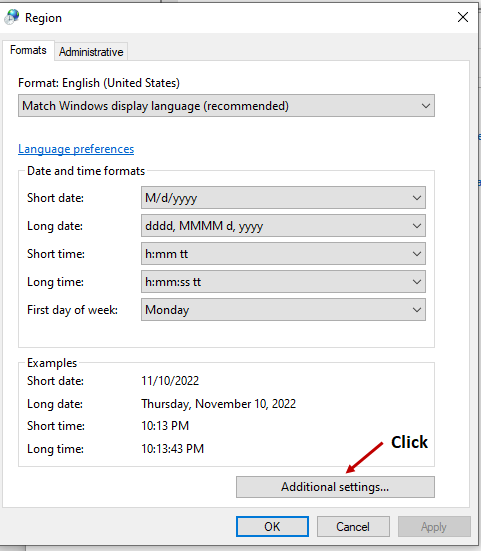 Region
Formats Administrative
Format: English (United States)
Match Windows display language (recommended)
Language preferences
Date and time formats
Short date: M/d/yyyy
Long date: dddd, MMMM d, yyyy
Short time: h:mm tt
Long time: h:mm:ss tt
First day of week: Monday
Examples
Short date: 11/10/2022
Long date: Thursday, November 10, 2022
Short time: 10:13 PM
Long time: 10:13:43 PM
Click
Additional settings...
OK Cancel Apply